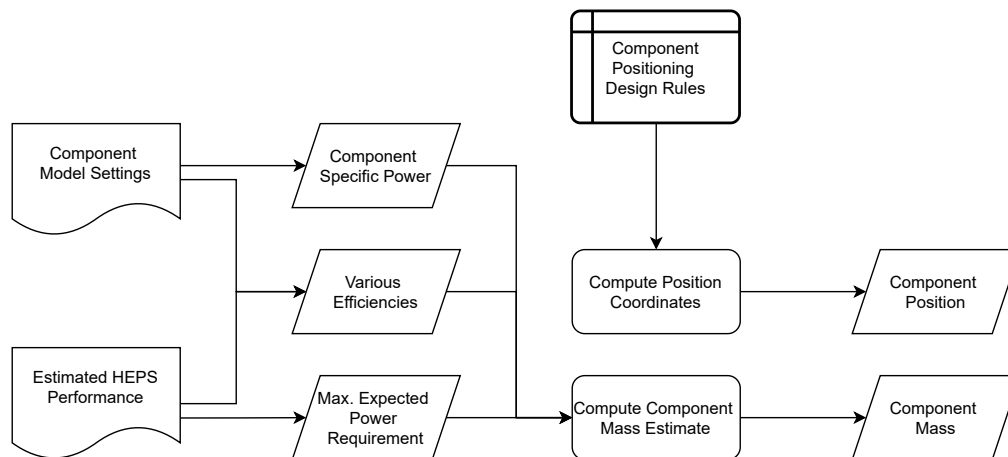 Component
Positioning
Design Rules
Component
Model Settings
Component
Specific Power
Various
Efficiencies
Compute Position
Coordinates
Component
Position
Estimated HEPS
Performance
Max. Expected
Power
Requirement
Compute Component
Mass Estimate
Component
Mass